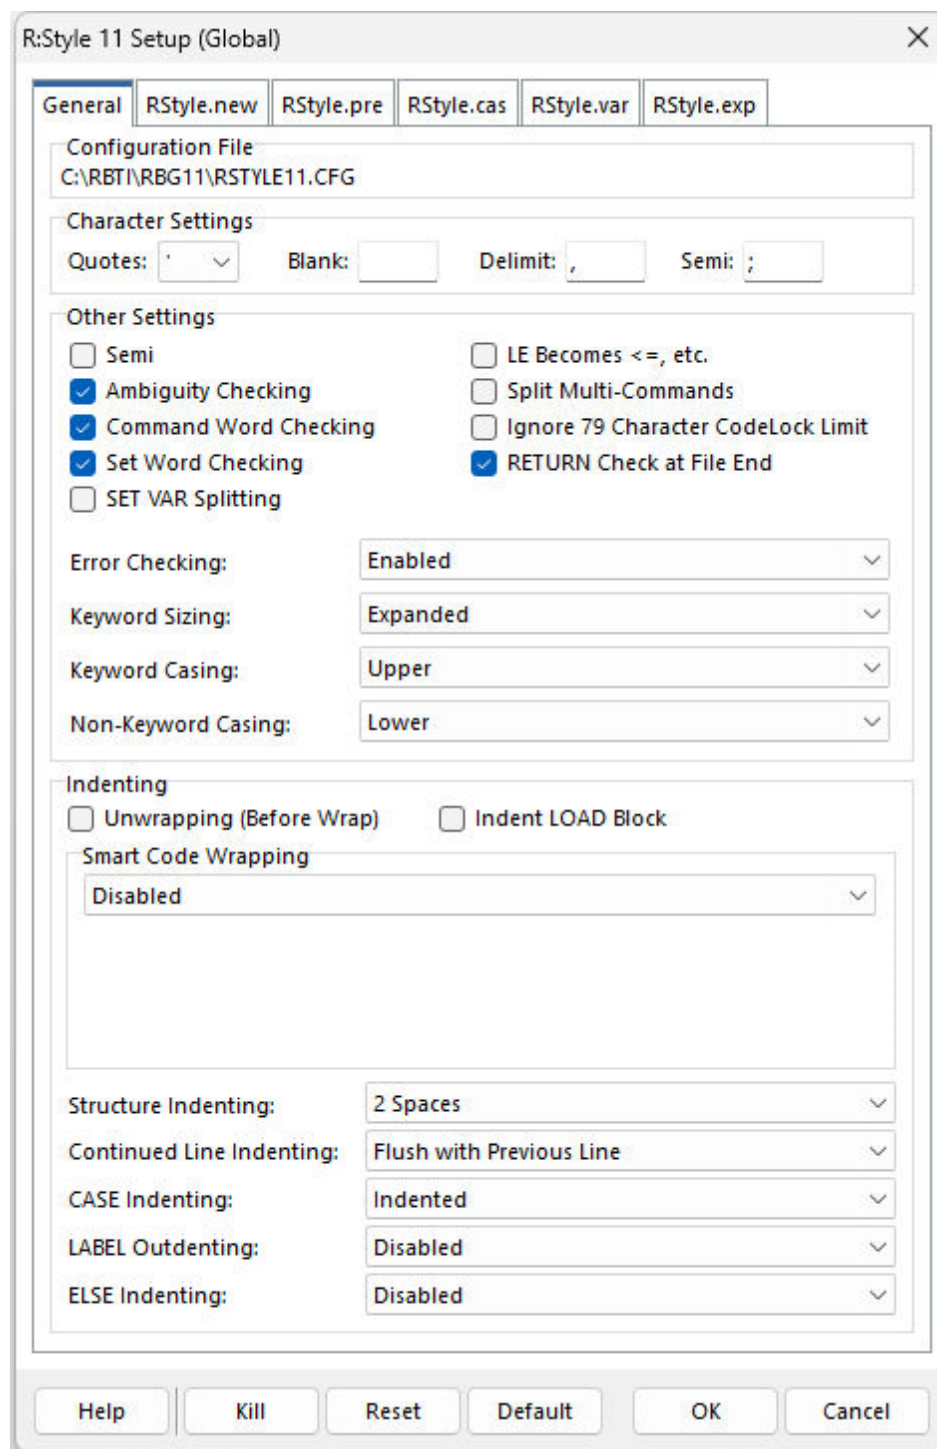 R:Style 11 Setup (Global)
General RStyle.new RStyle.pre RStyle.cas RStyle.var RStyle.exp
Configuration File
C:\RBTI\RBG11\RSTYLE11.CFG
Character Settings
Quotes: ' Blank: Delimit: , Semi: ;
Other Settings
Semi LE Becomes <=, etc.
Ambiguity Checking Split Multi-Commands
Command Word Checking Ignore 79 Character CodeLock Limit
Set Word Checking RETURN Check at File End
SET VAR Splitting
Error Checking: Enabled
Keyword Sizing: Expanded
Keyword Casing: Upper
Non-Keyword Casing: Lower
Indenting
Unwrapping (Before Wrap) Indent LOAD Block
Smart Code Wrapping
Disabled
Structure Indenting: 2 Spaces
Continued Line Indenting: Flush with Previous Line
CASE Indenting: Indented
LABEL Outdenting: Disabled
ELSE Indenting: Disabled
Help Kill Reset Default OK Cancel